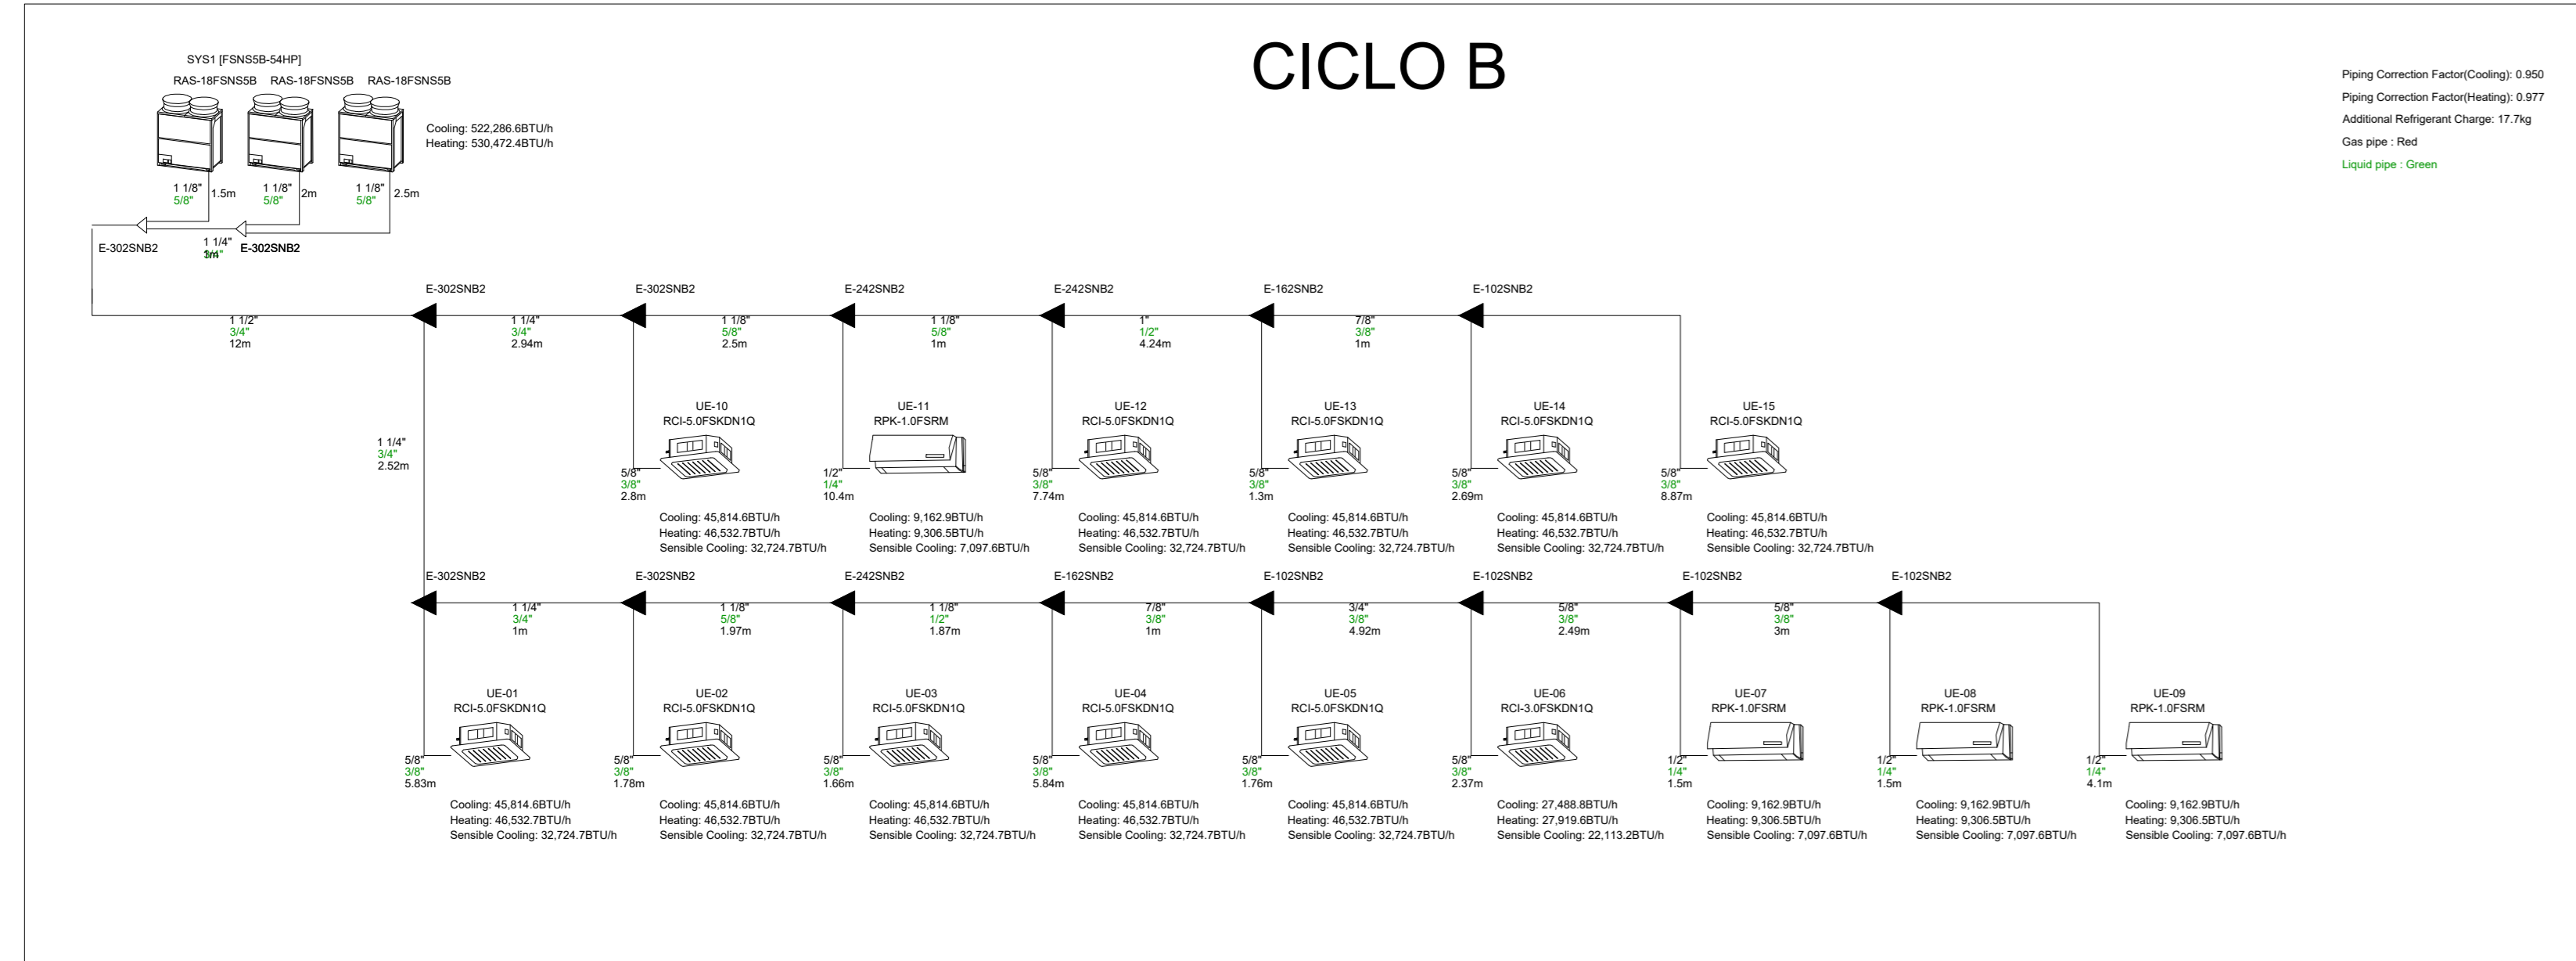 CICLO B
SYS1 [FSNS5B-54HP]
RAS-18FSNS5B RAS-18FSNS5B RAS-18FSNS5B
Cooling: 522,286.6BTU/h
Heating: 530,472.4BTU/h
Piping Correction Factor(Cooling): 0.950
Piping Correction Factor(Heating): 0.977
Additional Refrigerant Charge: 17.7kg
Gas pipe : Red
Liquid pipe : Green
1 1/8"
5/8"
1.5m
1 1/8"
5/8"
2m
1 1/8"
5/8"
2.5m
E-302SNB2
1 1/4"
3/4"
1m
E-302SNB2
E-302SNB2 E-302SNB2 E-242SNB2 E-242SNB2 E-162SNB2 E-102SNB2
1 1/2"
3/4"
12m
1 1/4"
3/4"
2.94m
1 1/8"
5/8"
2.5m
1 1/8"
5/8"
1m
1"
1/2"
4.24m
7/8"
3/8"
1m
1 1/4"
3/4"
2.52m
UE-10
RCI-5.0FSKDN1Q
5/8"
3/8"
2.8m
Cooling: 45,814.6BTU/h
Heating: 46,532.7BTU/h
Sensible Cooling: 32,724.7BTU/h
UE-11
RPK-1.0FSRM
1/2"
1/4"
10.4m
Cooling: 9,162.9BTU/h
Heating: 9,306.5BTU/h
Sensible Cooling: 7,097.6BTU/h
UE-12
RCI-5.0FSKDN1Q
5/8"
3/8"
7.74m
Cooling: 45,814.6BTU/h
Heating: 46,532.7BTU/h
Sensible Cooling: 32,724.7BTU/h
UE-13
RCI-5.0FSKDN1Q
5/8"
3/8"
1.3m
Cooling: 45,814.6BTU/h
Heating: 46,532.7BTU/h
Sensible Cooling: 32,724.7BTU/h
UE-14
RCI-5.0FSKDN1Q
5/8"
3/8"
2.69m
Cooling: 45,814.6BTU/h
Heating: 46,532.7BTU/h
Sensible Cooling: 32,724.7BTU/h
UE-15
RCI-5.0FSKDN1Q
5/8"
3/8"
8.87m
Cooling: 45,814.6BTU/h
Heating: 46,532.7BTU/h
Sensible Cooling: 32,724.7BTU/h
E-302SNB2 E-302SNB2 E-242SNB2 E-162SNB2 E-102SNB2 E-102SNB2 E-102SNB2 E-102SNB2
1 1/4"
3/4"
1m
1 1/8"
5/8"
1.97m
1 1/8"
1/2"
1.87m
7/8"
3/8"
1m
3/4"
3/8"
4.92m
5/8"
3/8"
2.49m
5/8"
3/8"
3m
UE-01
RCI-5.0FSKDN1Q
5/8"
3/8"
5.83m
Cooling: 45,814.6BTU/h
Heating: 46,532.7BTU/h
Sensible Cooling: 32,724.7BTU/h
UE-02
RCI-5.0FSKDN1Q
5/8"
3/8"
1.78m
Cooling: 45,814.6BTU/h
Heating: 46,532.7BTU/h
Sensible Cooling: 32,724.7BTU/h
UE-03
RCI-5.0FSKDN1Q
5/8"
3/8"
1.66m
Cooling: 45,814.6BTU/h
Heating: 46,532.7BTU/h
Sensible Cooling: 32,724.7BTU/h
UE-04
RCI-5.0FSKDN1Q
5/8"
3/8"
5.84m
Cooling: 45,814.6BTU/h
Heating: 46,532.7BTU/h
Sensible Cooling: 32,724.7BTU/h
UE-05
RCI-5.0FSKDN1Q
5/8"
3/8"
1.76m
Cooling: 45,814.6BTU/h
Heating: 46,532.7BTU/h
Sensible Cooling: 32,724.7BTU/h
UE-06
RCI-3.0FSKDN1Q
5/8"
3/8"
2.37m
Cooling: 27,488.8BTU/h
Heating: 27,919.6BTU/h
Sensible Cooling: 22,113.2BTU/h
UE-07
RPK-1.0FSRM
1/2"
1/4"
1.5m
Cooling: 9,162.9BTU/h
Heating: 9,306.5BTU/h
Sensible Cooling: 7,097.6BTU/h
UE-08
RPK-1.0FSRM
1/2"
1/4"
1.5m
Cooling: 9,162.9BTU/h
Heating: 9,306.5BTU/h
Sensible Cooling: 7,097.6BTU/h
UE-09
RPK-1.0FSRM
1/2"
1/4"
4.1m
Cooling: 9,162.9BTU/h
Heating: 9,306.5BTU/h
Sensible Cooling: 7,097.6BTU/h